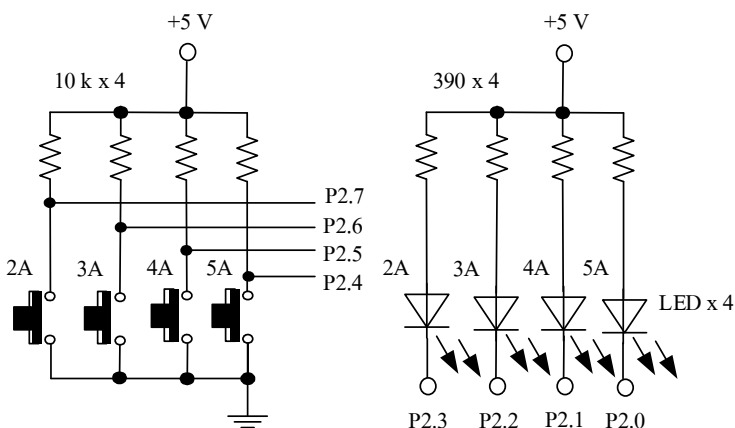 +5 V
+5 V
10 k x 4
390 x 4
P2.7
P2.6
P2.5
P2.4
2A
3A
4A
5A
2A
3A
4A
5A
LED x 4
P2.3
P2.2
P2.1
P2.0